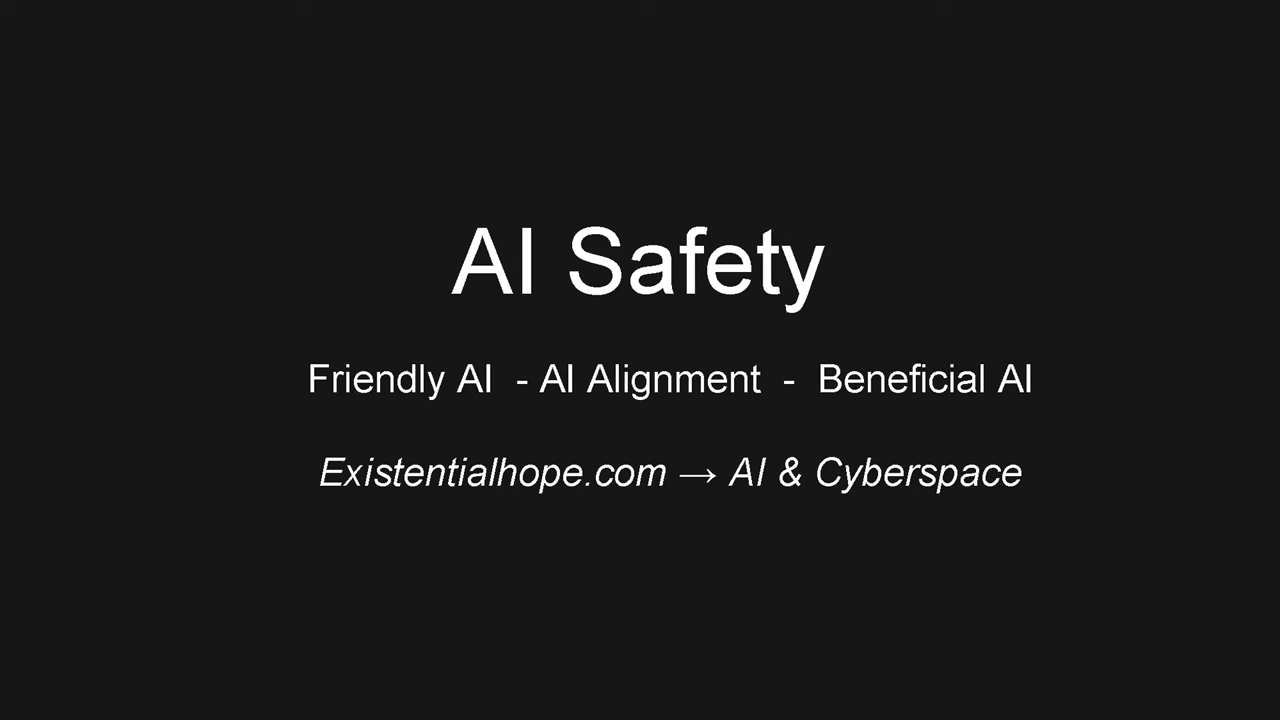 AI Safety
Friendly AI - AI Alignment - Beneficial AI
Existentialhope.com → AI & Cyberspace